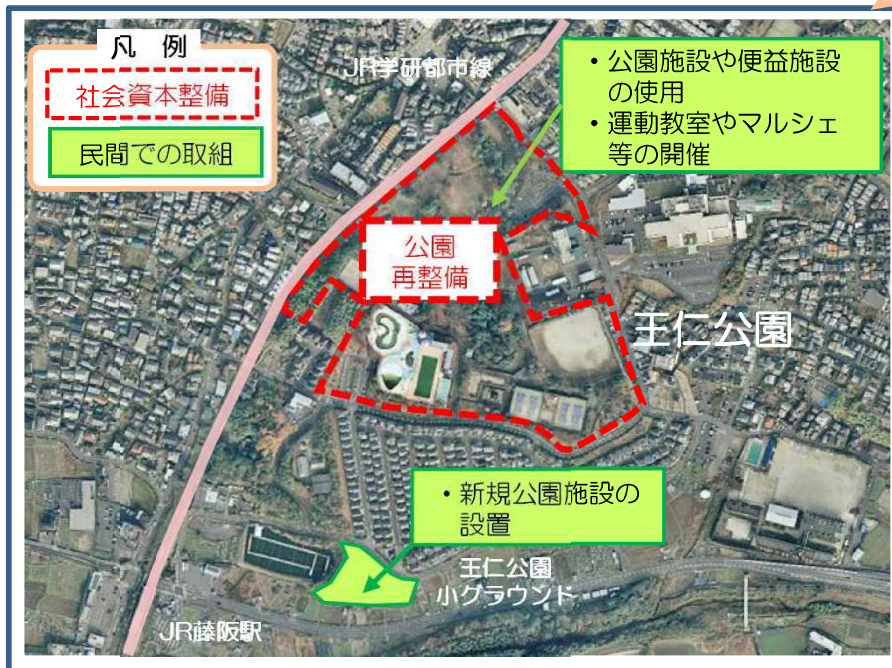 凡 例
社会資本整備
民間での取組
JR学研都市線
・公園施設や便益施設
の使用
・運動教室やマルシェ
等の開催
公園
再整備
王仁公園
・新規公園施設の
設置
王仁公園
小グラウンド
JR藤阪駅